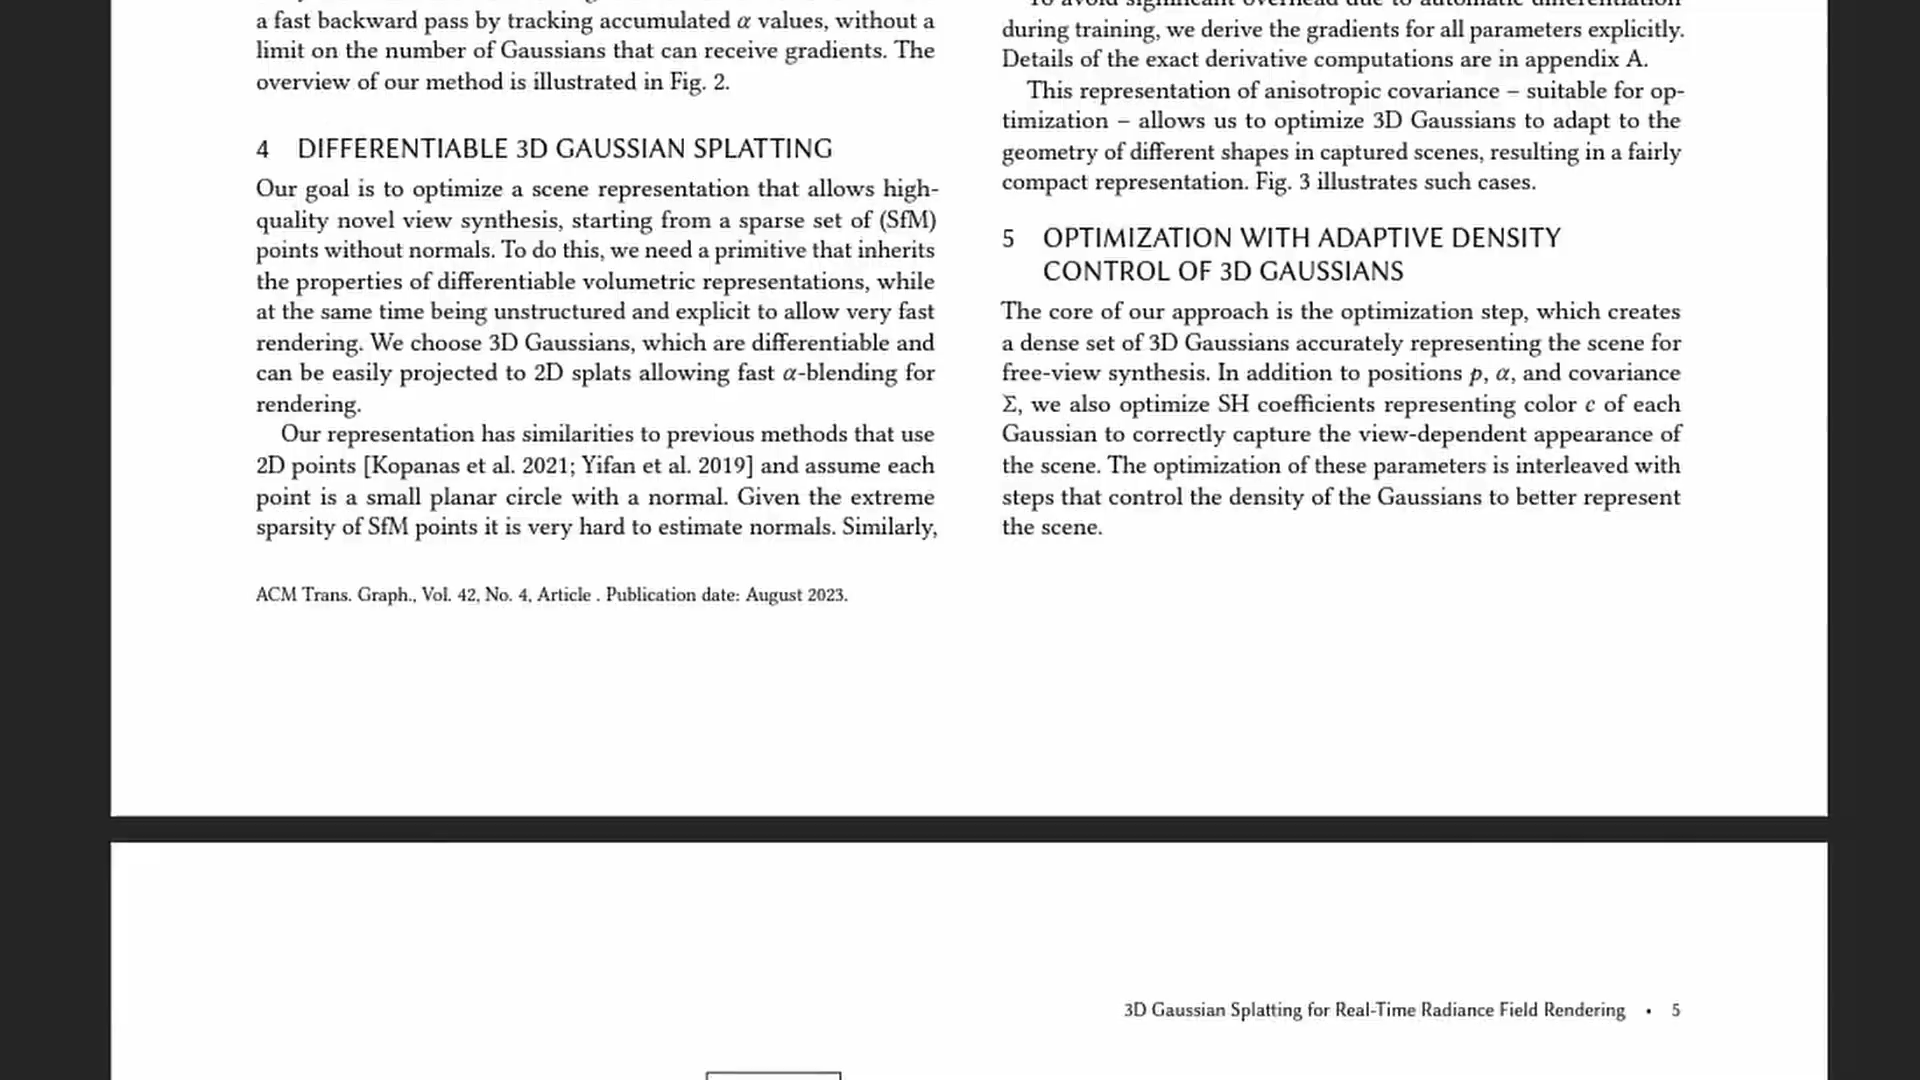 a fast backward pass by tracking accumulated α values, without a
limit on the number of Gaussians that can receive gradients. The
overview of our method is illustrated in Fig. 2.
4 DIFFERENTIABLE 3D GAUSSIAN SPLATTING
Our goal is to optimize a scene representation that allows high-
quality novel view synthesis, starting from a sparse set of (SfM)
points without normals. To do this, we need a primitive that inherits
the properties of differentiable volumetric representations, while
at the same time being unstructured and explicit to allow very fast
rendering. We choose 3D Gaussians, which are differentiable and
can be easily projected to 2D splats allowing fast α-blending for
rendering.
Our representation has similarities to previous methods that use
2D points [Kopanas et al. 2021; Yifan et al. 2019] and assume each
point is a small planar circle with a normal. Given the extreme
sparsity of SfM points it is very hard to estimate normals. Similarly,
To avoid significant overhead due to automatic differentiation
during training, we derive the gradients for all parameters explicitly.
Details of the exact derivative computations are in appendix A.
This representation of anisotropic covariance – suitable for op-
timization – allows us to optimize 3D Gaussians to adapt to the
geometry of different shapes in captured scenes, resulting in a fairly
compact representation. Fig. 3 illustrates such cases.
5 OPTIMIZATION WITH ADAPTIVE DENSITY
CONTROL OF 3D GAUSSIANS
The core of our approach is the optimization step, which creates
a dense set of 3D Gaussians accurately representing the scene for
free-view synthesis. In addition to positions p, α, and covariance
Σ, we also optimize SH coefficients representing color c of each
Gaussian to correctly capture the view-dependent appearance of
the scene. The optimization of these parameters is interleaved with
steps that control the density of the Gaussians to better represent
the scene.
ACM Trans. Graph., Vol. 42, No. 4, Article . Publication date: August 2023.
3D Gaussian Splatting for Real-Time Radiance Field Rendering • 5